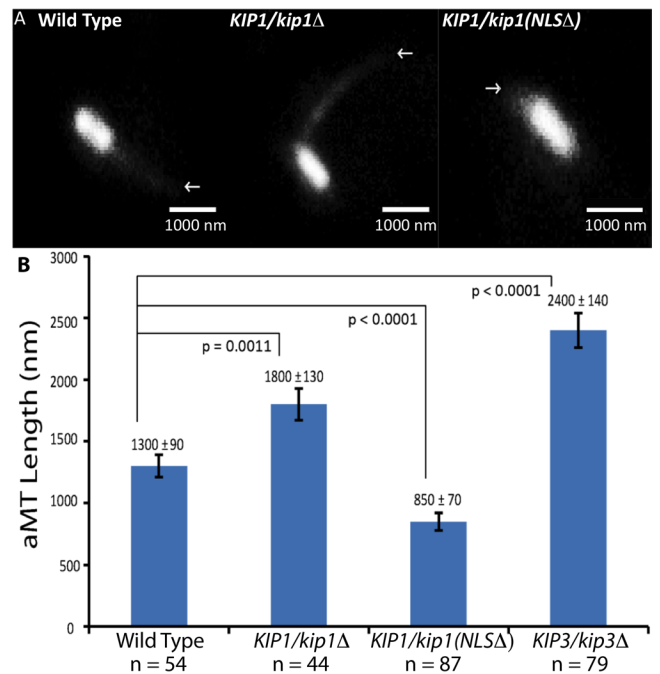 A Wild Type KIP1/kip1Δ KIP1/kip1(NLSΔ)
← ← →
1000 nm 1000 nm 1000 nm
B
aMT Length (nm)
3000
2500
2000
1500
1000
500
0
p < 0.0001
2400 ± 140
p < 0.0001
p = 0.0011
1800 ±130
1300 ±90
850 ± 70
Wild Type KIP1/kip1Δ KIP1/kip1(NLSΔ) KIP3/kip3Δ
n = 54 n = 44 n = 87 n = 79